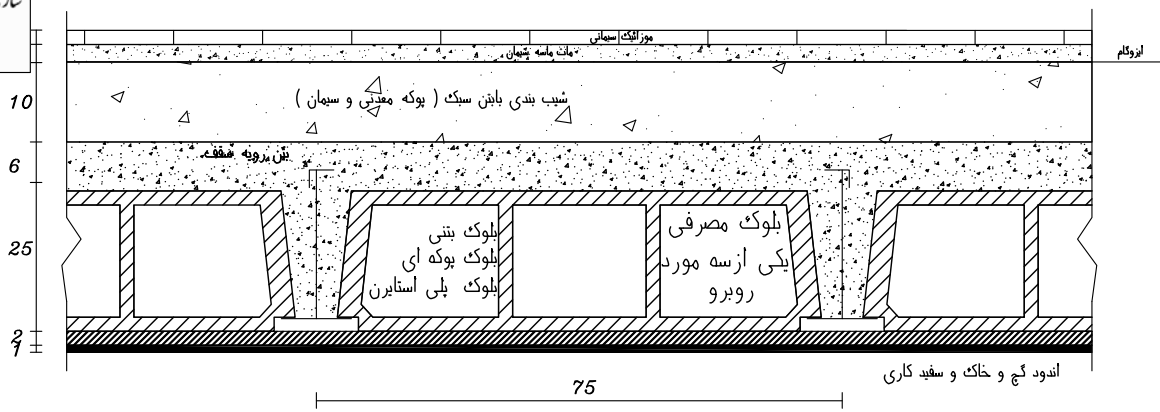 موزائیک سیمانی
ملات ماسه سیمان
ایزوگام
شیب بندی بابتن سبک ( پوکه معدنی و سیمان )
بتن رویه سقف
10
6
25
2
1
بلوک مصرفی
یکی ازسه مورد
روبرو
بلوک بتنی
بلوک پوکه ای
بلوک پلی استایرن
اندود گچ و خاک و سفید کاری
75